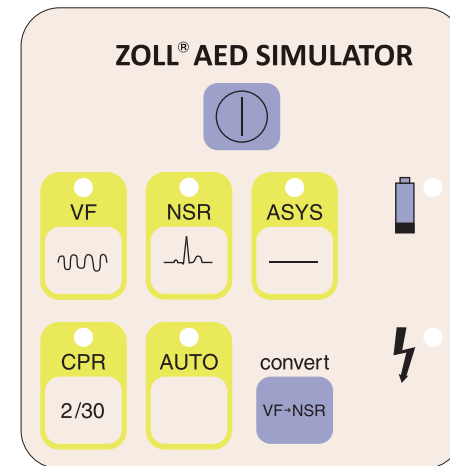 ZOLL® AED SIMULATOR
VF NSR ASYS
CPR AUTO convert
2/30 VF→NSR